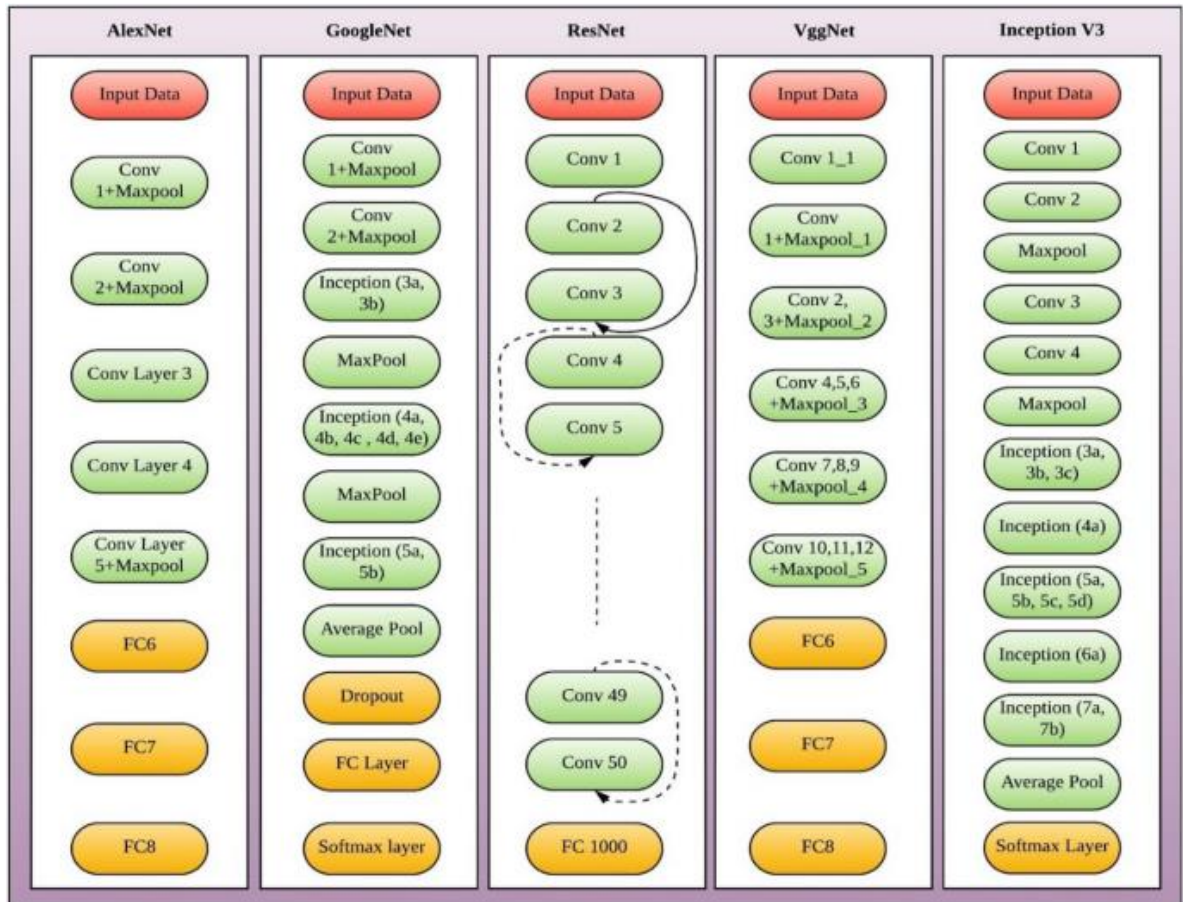 AlexNet
Input Data
Conv
1+Maxpool
Conv
2+Maxpool
Conv Layer 3
Conv Layer 4
Conv Layer
5+Maxpool
FC6
FC7
FC8
GoogleNet
Input Data
Conv
1+Maxpool
Conv
2+Maxpool
Inception (3a,
3b)
MaxPool
Inception (4a,
4b, 4c , 4d, 4e)
MaxPool
Inception (5a,
5b)
Average Pool
Dropout
FC Layer
Softmax layer
ResNet
Input Data
Conv 1
Conv 2
Conv 3
Conv 4
Conv 5
Conv 49
Conv 50
FC 1000
VggNet
Input Data
Conv 1_1
Conv
1+Maxpool_1
Conv 2,
3+Maxpool_2
Conv 4,5,6
+Maxpool_3
Conv 7,8,9
+Maxpool_4
Conv 10,11,12
+Maxpool_5
FC6
FC7
FC8
Inception V3
Input Data
Conv 1
Conv 2
Maxpool
Conv 3
Conv 4
Maxpool
Inception (3a,
3b, 3c)
Inception (4a)
Inception (5a,
5b, 5c, 5d)
Inception (6a)
Inception (7a,
7b)
Average Pool
Softmax Layer